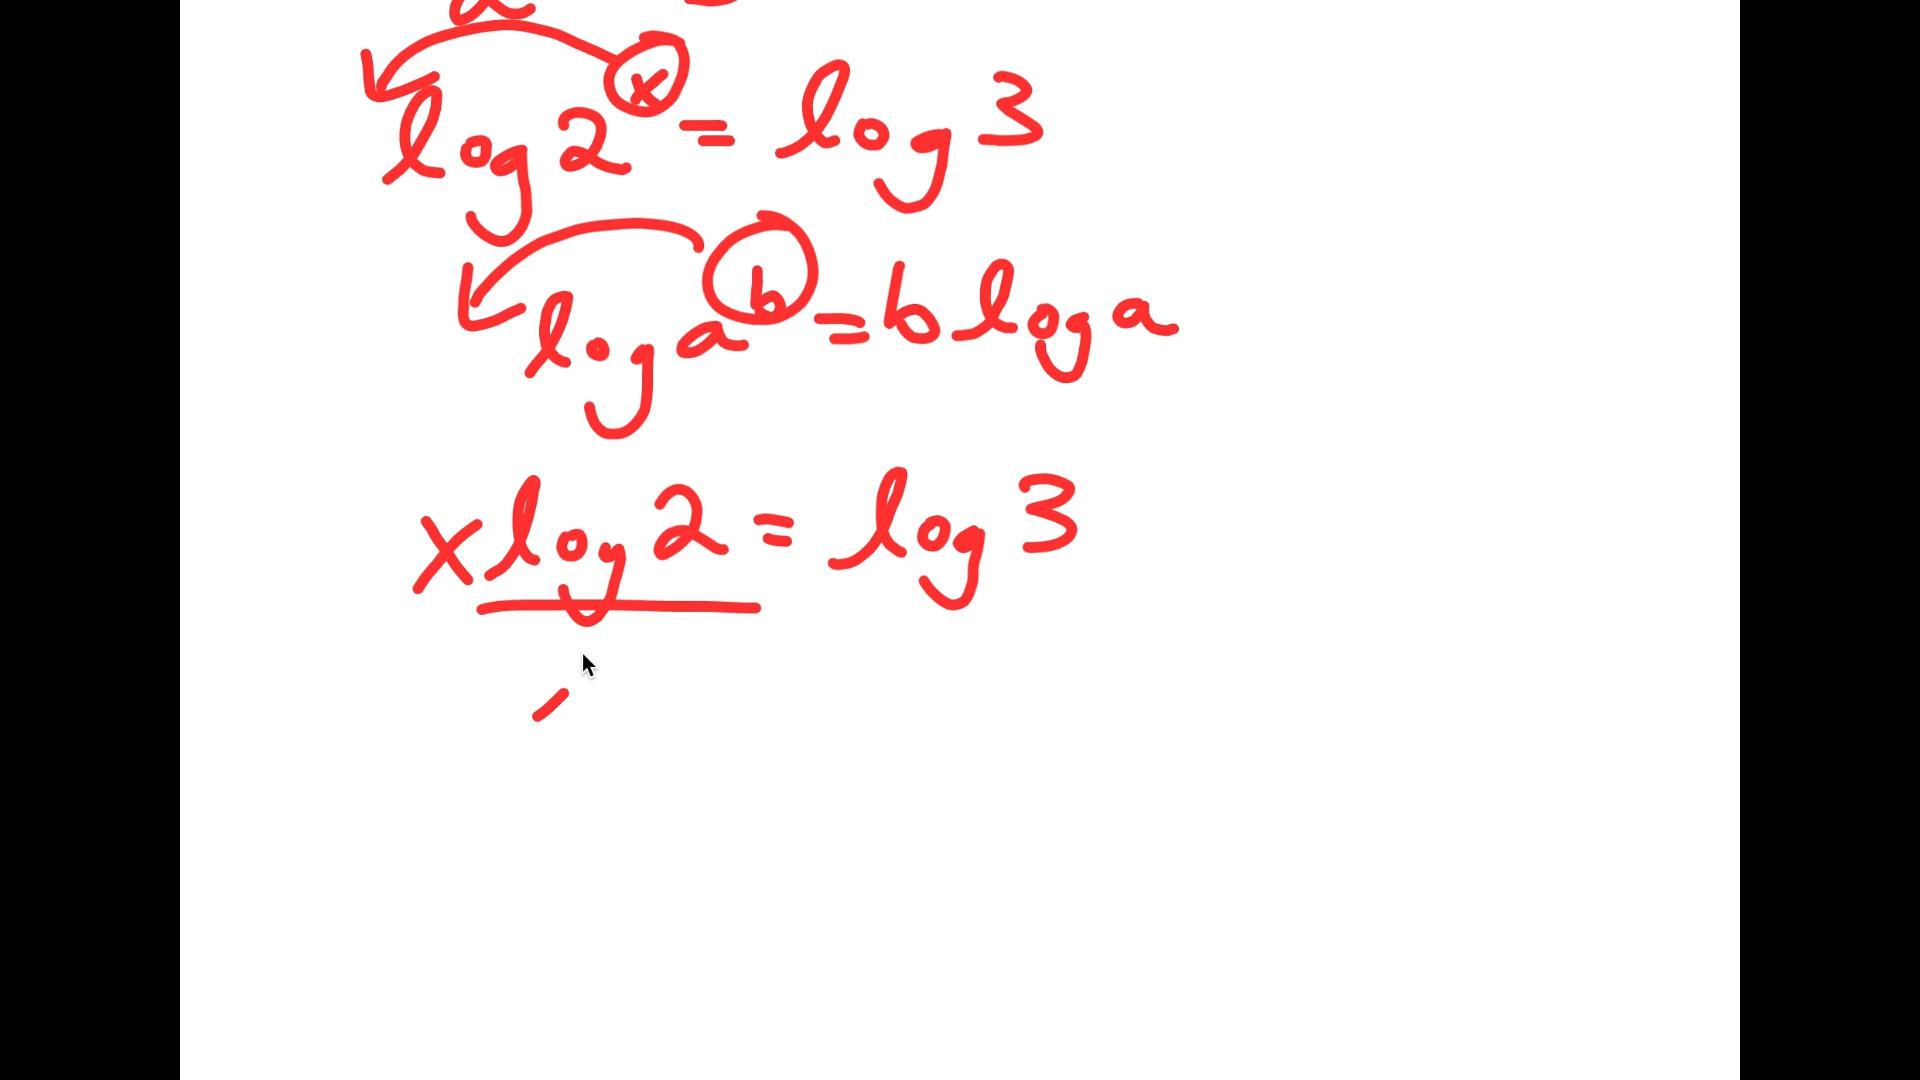 log 2^x = log 3
log a^b = b log a
x log 2 = log 3